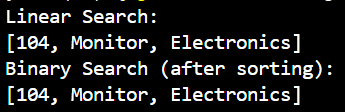 Linear Search:
[104, Monitor, Electronics]
Binary Search (after sorting):
[104, Monitor, Electronics]